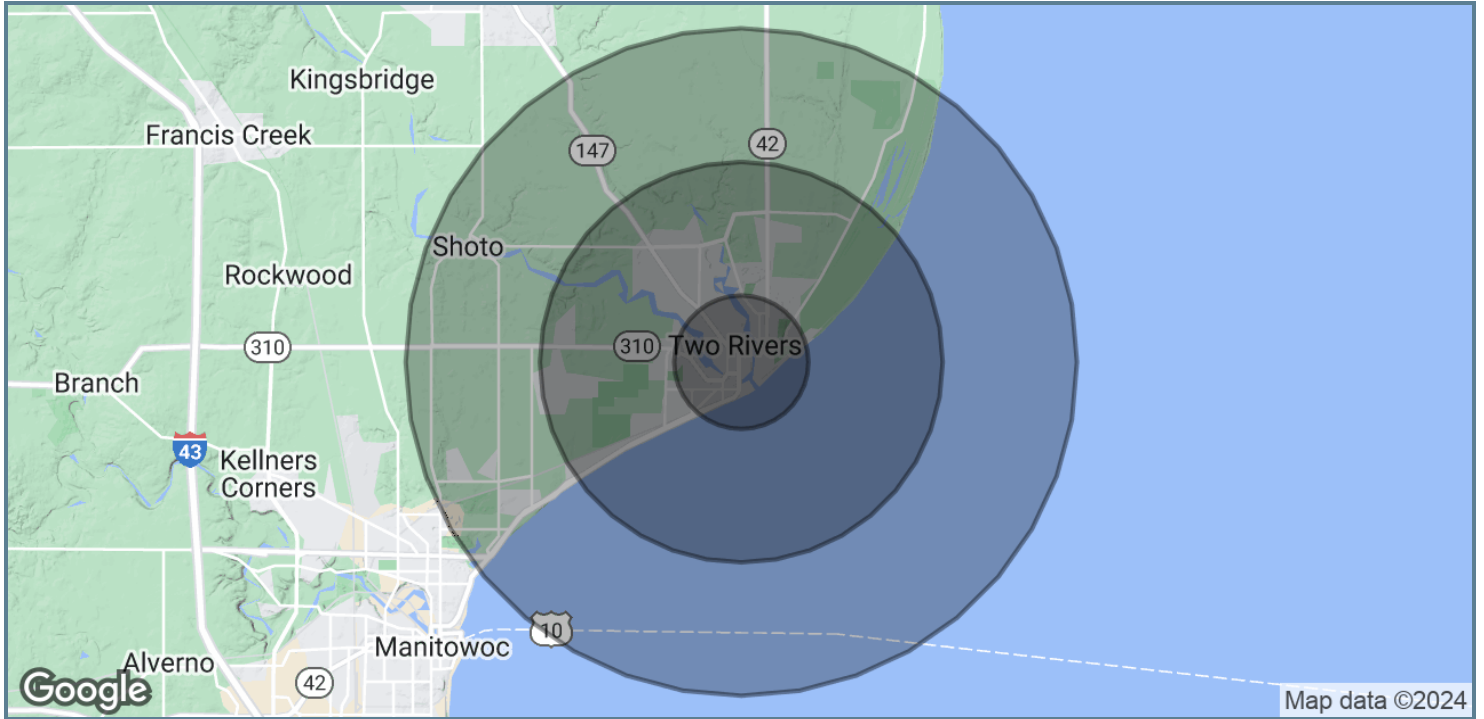 Kingsbridge
Francis Creek
147
42
Shoto
Rockwood
310
310
Two Rivers
Branch
43
Kellners
Corners
10
Manitowoc
Alverno
42
Google
Map data ©2024